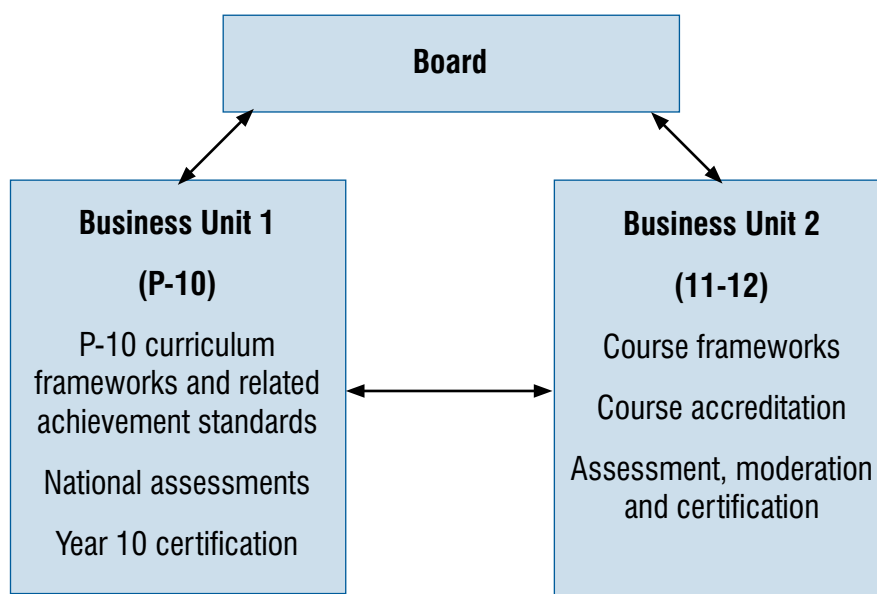 Board
Business Unit 1
(P-10)
P-10 curriculum
frameworks and related
achievement standards
National assessments
Year 10 certification
Business Unit 2
(11-12)
Course frameworks
Course accreditation
Assessment, moderation
and certification